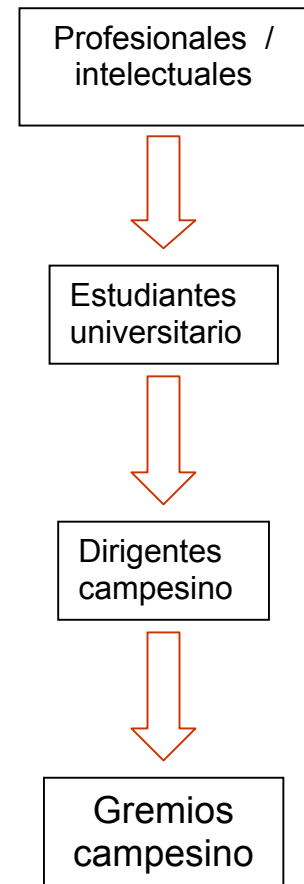 Profesionales /
intelectuales
Estudiantes
universitario
Dirigentes
campesino
Gremios
campesino